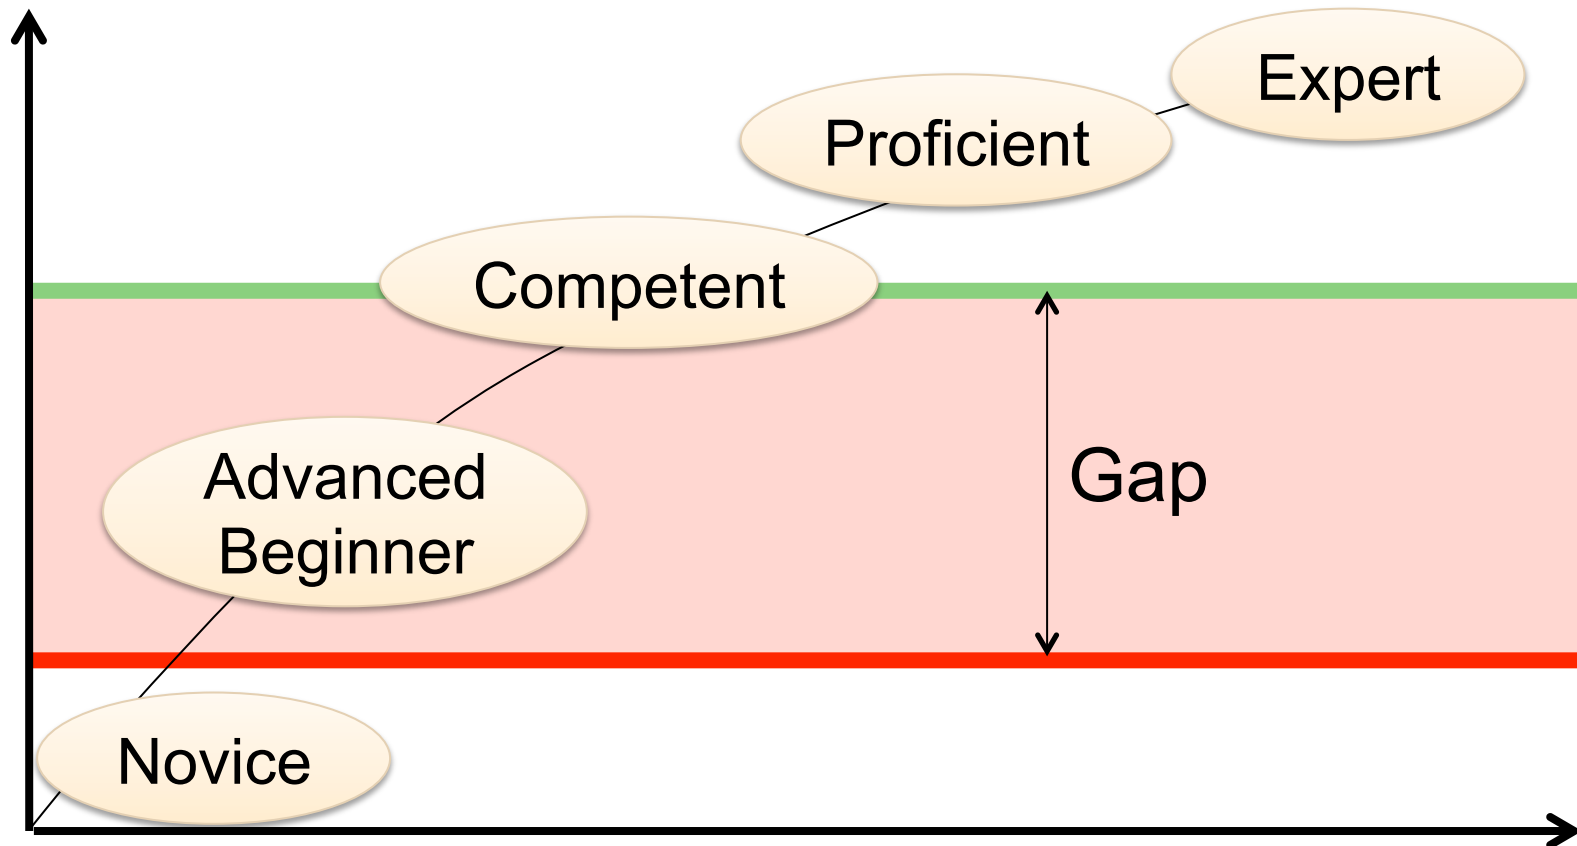 Expert
Proficient
Competent
Advanced
Beginner
Gap
Novice